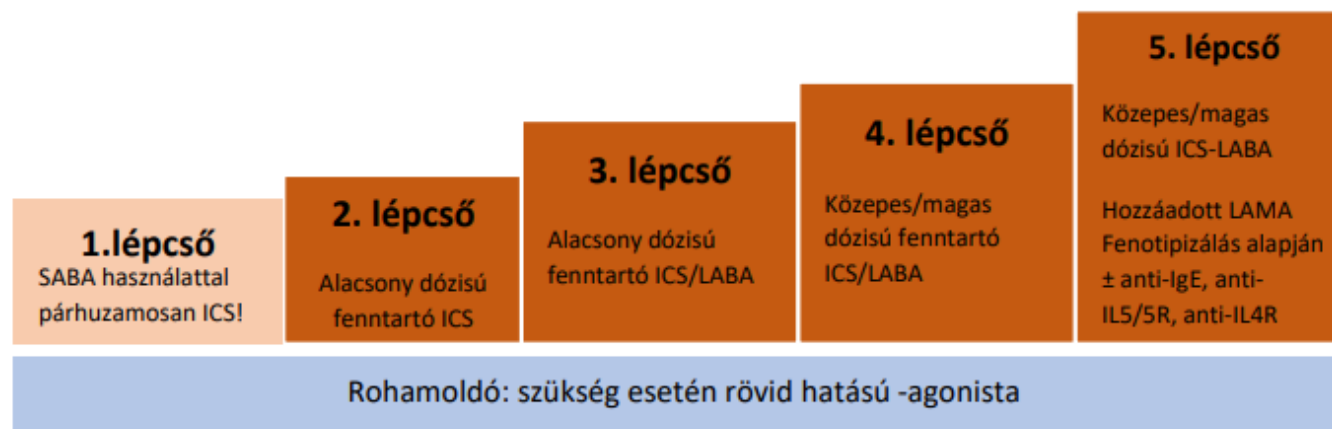 1.lépcső
SABA használattal
párhuzamosan ICS!
2. lépcső
Alacsony dózisú
fenntartó ICS
3. lépcső
Alacsony dózisú
fenntartó ICS/LABA
4. lépcső
Közepes/magas
dózisú fenntartó
ICS/LABA
5. lépcső
Közepes/magas
dózisú ICS-LABA
Hozzáadott LAMA
Fenotipizálás alapján
± anti-IgE, anti-
IL5/5R, anti-IL4R
Rohamoldó: szükség esetén rövid hatású -agonista